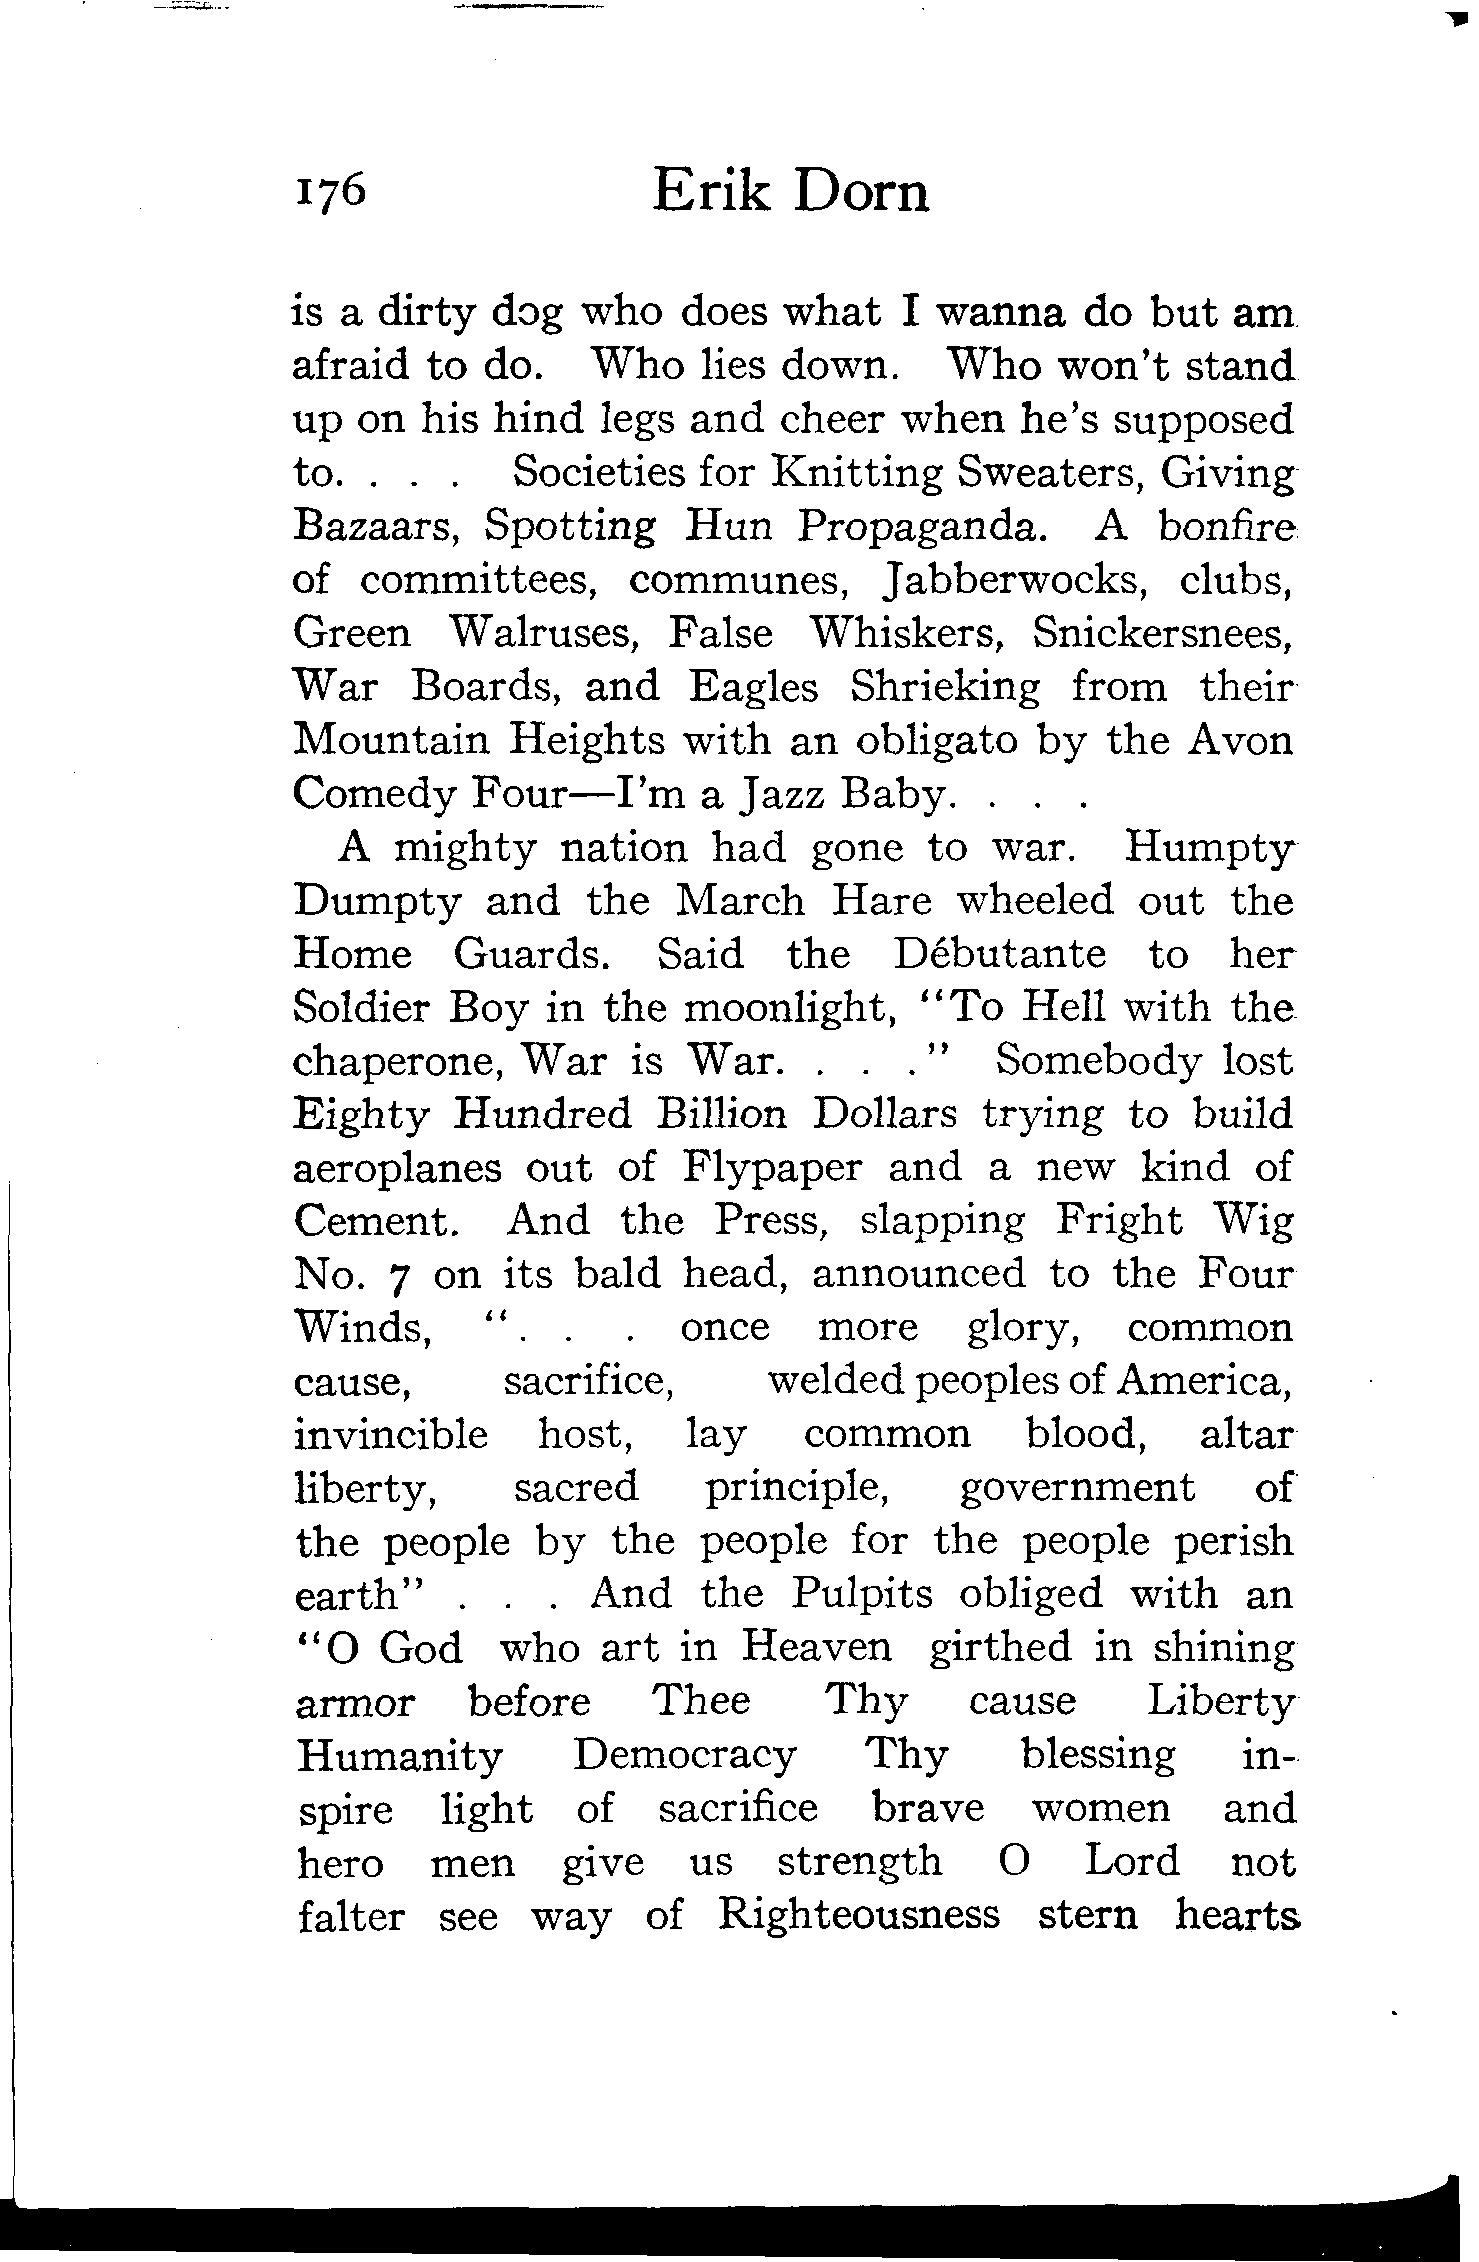 176 Erik Dorn
is a dirty dog who does what I wanna do but am
afraid to do. Who lies down. Who won't stand
up on his hind legs and cheer when he's supposed
to. . . . Societies for Knitting Sweaters, Giving
Bazaars, Spotting Hun Propaganda. A bonfire
of committees, communes, Jabberwocks, clubs,
Green Walruses, False Whiskers, Snickersnees,
War Boards, and Eagles Shrieking from their
Mountain Heights with an obligato by the Avon
Comedy Four—I'm a Jazz Baby. . . .
A mighty nation had gone to war. Humpty
Dumpty and the March Hare wheeled out the
Home Guards. Said the Débutante to her
Soldier Boy in the moonlight, "To Hell with the
chaperone, War is War. . . ." Somebody lost
Eighty Hundred Billion Dollars trying to build
aeroplanes out of Flypaper and a new kind of
Cement. And the Press, slapping Fright Wig
No. 7 on its bald head, announced to the Four
Winds, ". . . once more glory, common
cause, sacrifice, welded peoples of America,
invincible host, lay common blood, altar
liberty, sacred principle, government of
the people by the people for the people perish
earth" . . . And the Pulpits obliged with an
"O God who art in Heaven girthed in shining
armor before Thee Thy cause Liberty
Humanity Democracy Thy blessing in-
spire light of sacrifice brave women and
hero men give us strength O Lord not
falter see way of Righteousness stern hearts